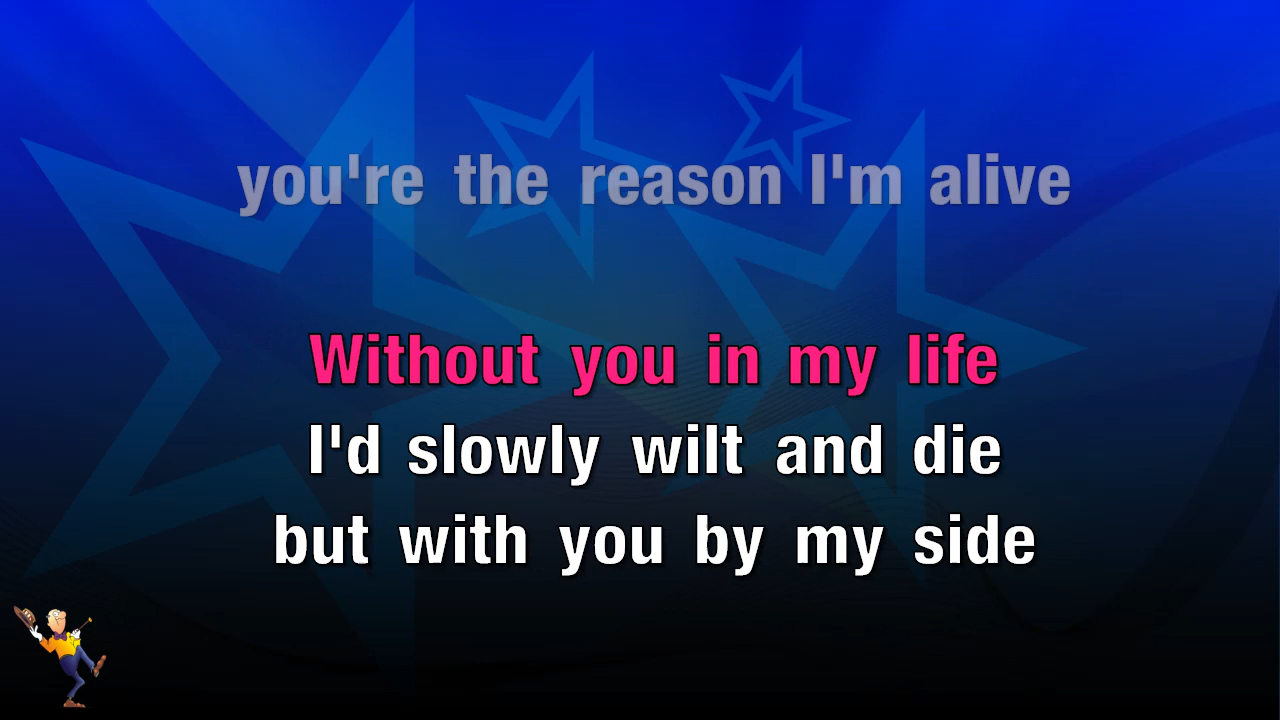 you're the reason I'm alive
Without you in my life
I'd slowly wilt and die
but with you by my side